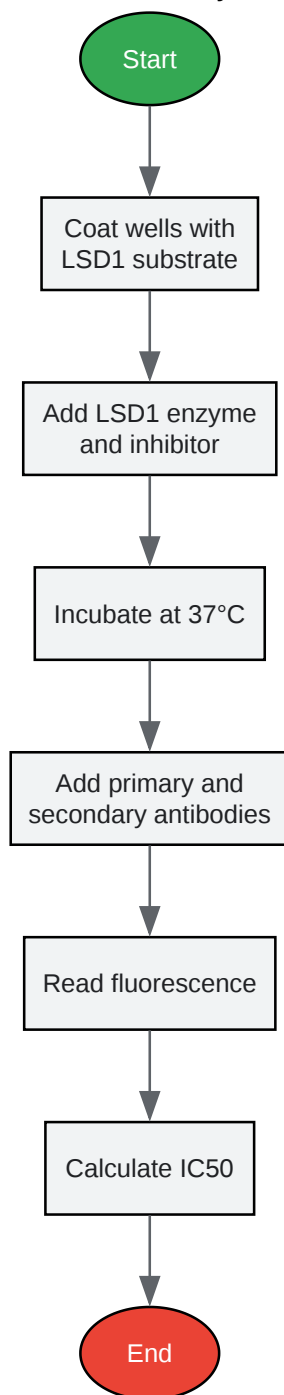 Start
Coat wells with
LSD1 substrate
Add LSD1 enzyme
and inhibitor
Incubate at 37°C
Add primary and
secondary antibodies
Read fluorescence
Calculate IC50
End